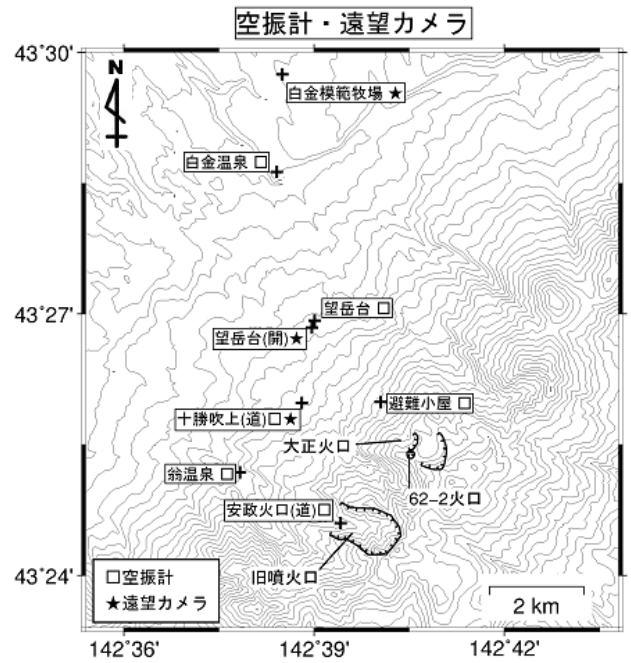 空振計・遠望カメラ
43°30'
N
白金模範牧場 ★
白金温泉 □
43°27'
望岳台 □
望岳台(開)★
避難小屋 □
十勝吹上(道)□★
大正火口
翁温泉 □
62-2火口
安政火口(道)□
43°24'
旧噴火口
□空振計
★遠望カメラ
2 km
142°36' 142°39' 142°42'